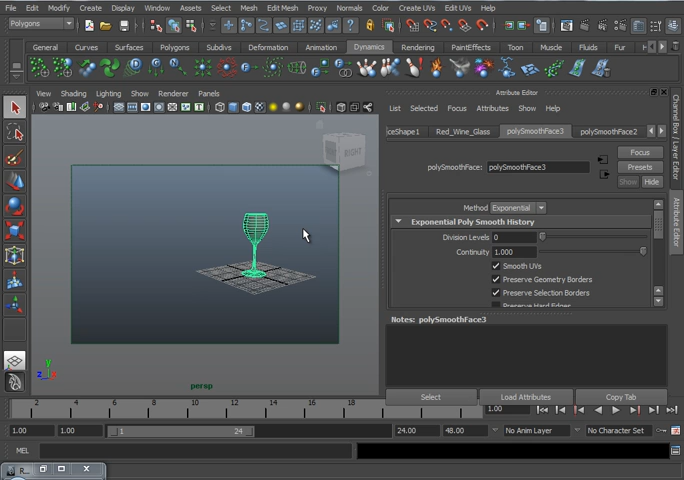 File Edit Modify Create Display Window Assets Select Mesh Edit Mesh Proxy Normals Color Create UVs Edit UVs Help
Polygons
General Curves Surfaces Polygons Subdivs Deformation Animation Dynamics Rendering PaintEffects Toon Muscle Fluids Fur
View Shading Lighting Show Renderer Panels
Attribute Editor
List Selected Focus Attributes Show Help
ceShape1 Red_Wine_Glass polySmoothFace3 polySmoothFace2
Focus
polySmoothFace: polySmoothFace3 Presets
Show Hide
Method Exponential
Exponential Poly Smooth History
Division Levels 0
Continuity 1.000
Smooth UVs
Preserve Geometry Borders
Preserve Selection Borders
Preserve Hard Edges
Notes: polySmoothFace3
Select Load Attributes Copy Tab
Channel Box / Layer Editor
Attribute Editor
RIGHT
y
z
persp
2 4 6 8 10 12 14 16 18
1.00
1.00 1.00 1 24 24.00 48.00 No Anim Layer No Character Set
MEL
R...